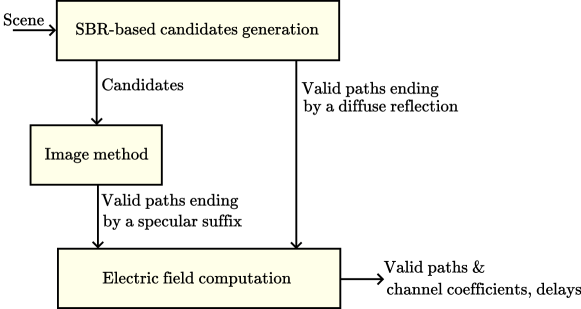 Scene
SBR-based candidates generation
Candidates
Valid paths ending
by a diffuse reflection
Image method
Valid paths ending
by a specular suffix
Electric field computation
Valid paths &
channel coefficients, delays